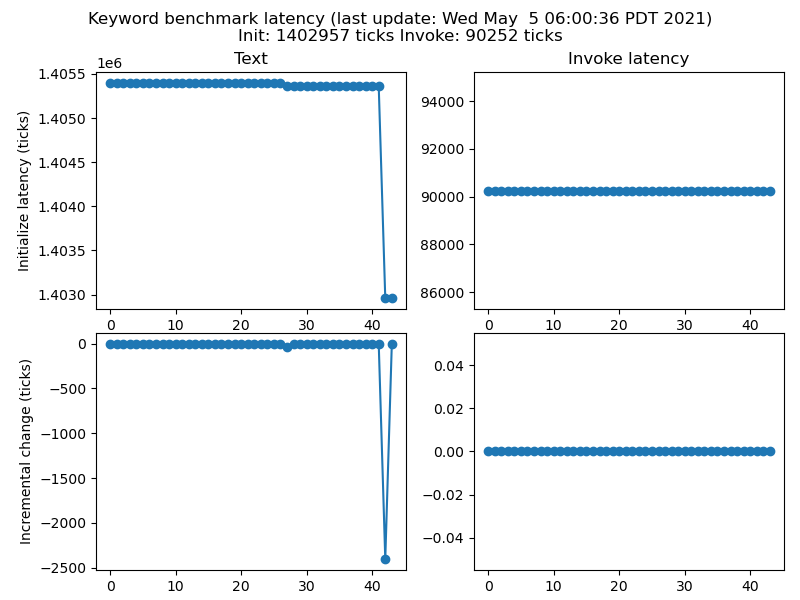 Keyword benchmark latency (last update: Wed May  5 06:00:36 PDT 2021)
Init: 1402957 ticks Invoke: 90252 ticks
Text
Invoke latency
1e6
Initialize latency (ticks)
1.4055
1.4050
1.4045
1.4040
1.4035
1.4030
0 10 20 30 40
94000
92000
90000
88000
86000
0 10 20 30 40
Incremental change (ticks)
0
−500
−1000
−1500
−2000
−2500
0 10 20 30 40
0.04
0.02
0.00
−0.02
−0.04
0 10 20 30 40